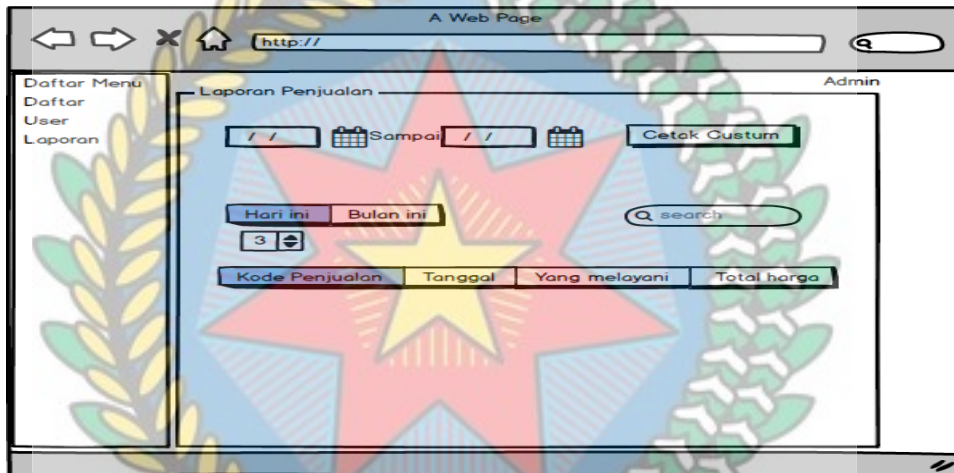 A Web Page
http://
Daftar Menu
Daftar
User
Laporan
Admin
Laporan Penjualan
/ / Sampai / / Cetak Custum
Hari ini Bulan ini search
3
Kode Penjualan Tanggal Yang melayani Total harga